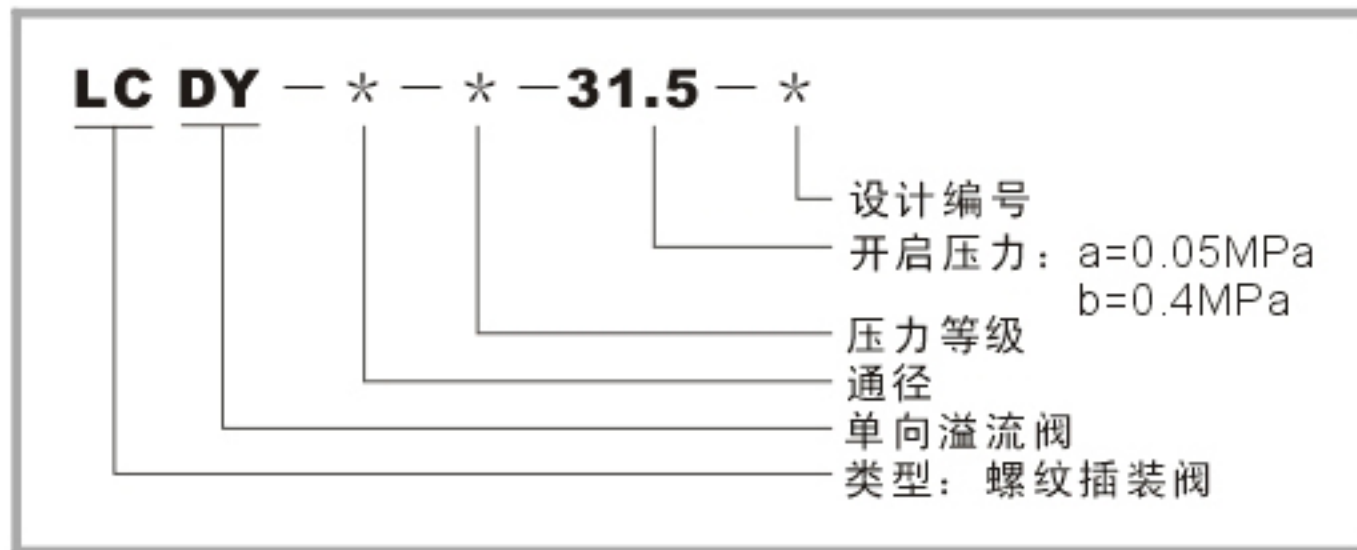 LC DY － * － * －31.5－ *
设计编号
开启压力：a=0.05MPa
b=0.4MPa
压力等级
通径
单向溢流阀
类型：螺纹插装阀